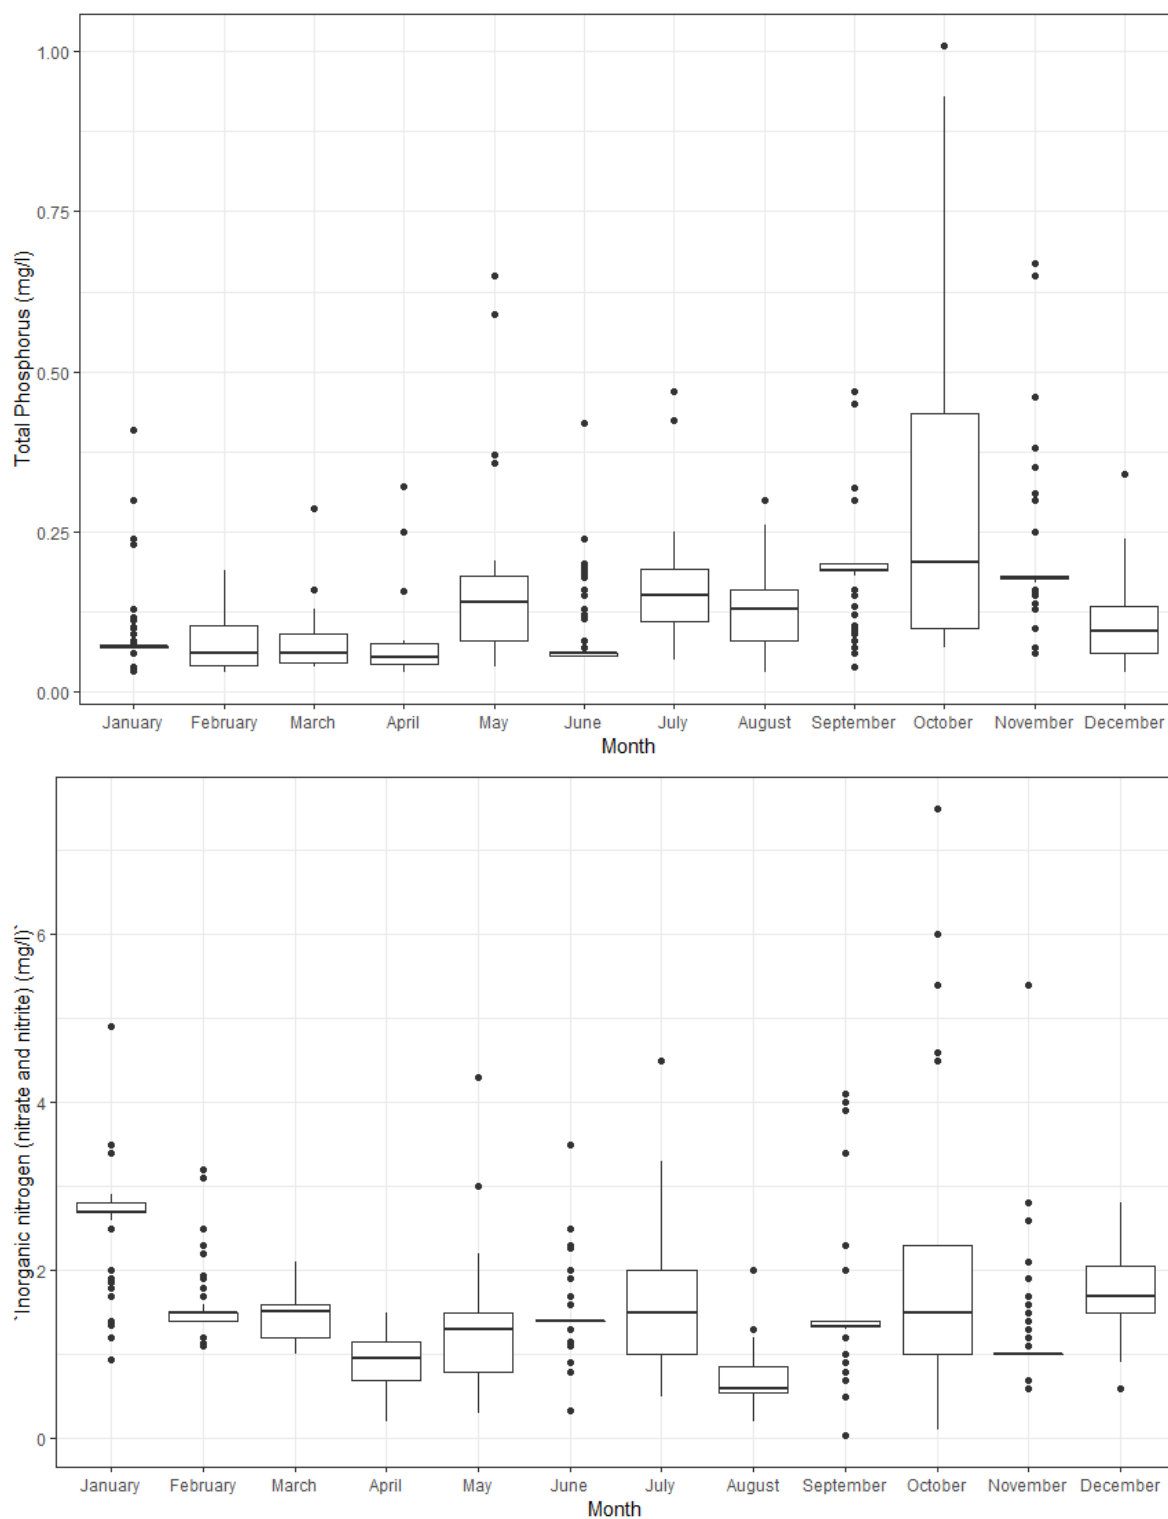 Total Phosphorus (mg/l)
1.00
0.75
0.50
0.25
0.00
January February March April May June July August September October November December
Month
`Inorganic nitrogen (nitrate and nitrite) (mg/l)`
6
4
2
0
January February March April May June July August September October November December
Month